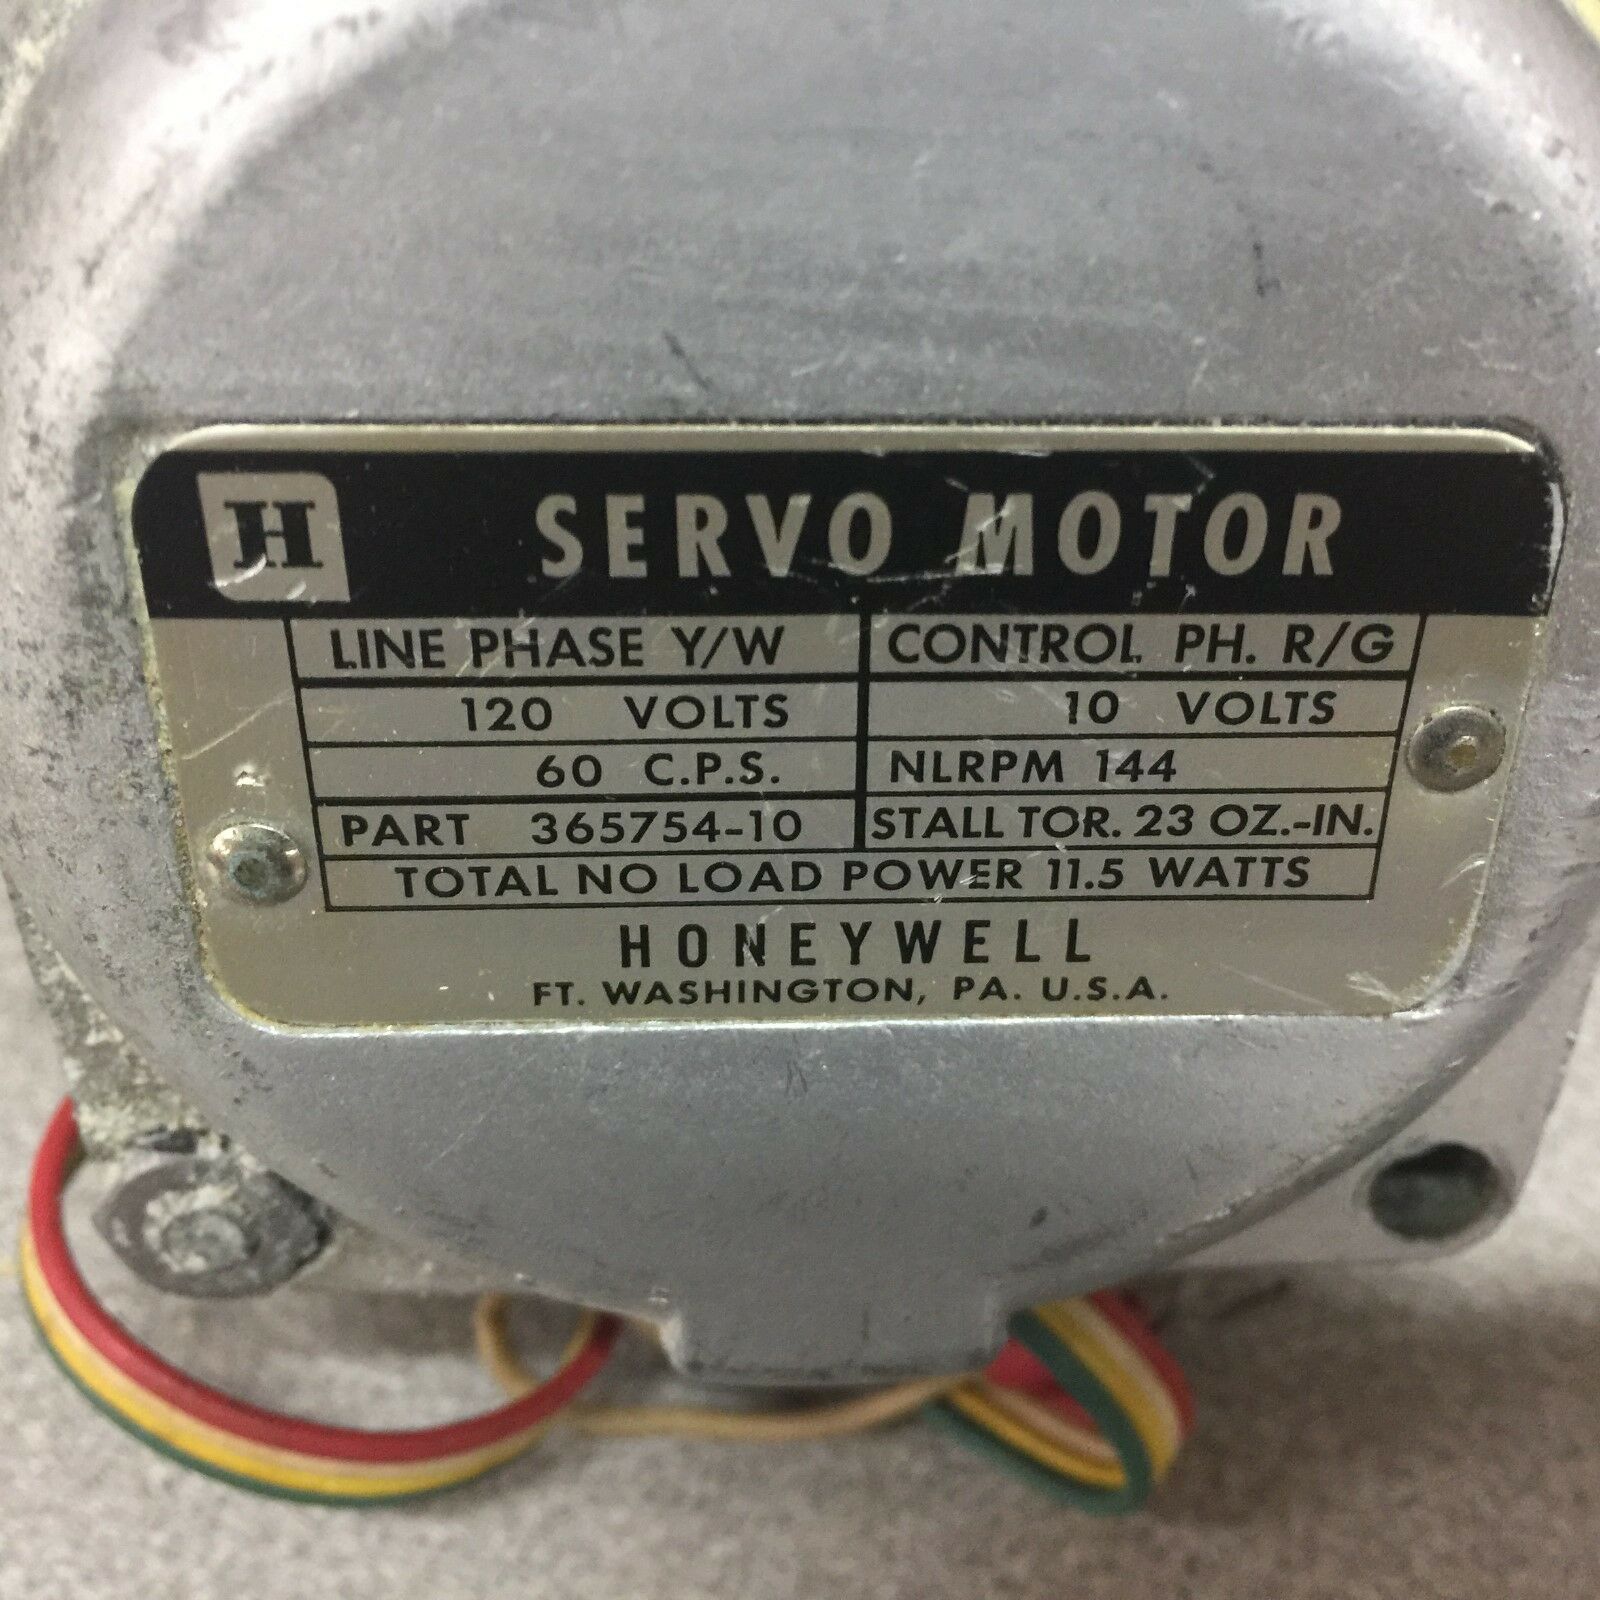 H SERVO MOTOR
LINE PHASE Y/W CONTROL PH. R/G
120 VOLTS 10 VOLTS
60 C.P.S. NLRPM 144
PART 365754-10 STALL TOR. 23 OZ.-IN.
TOTAL NO LOAD POWER 11.5 WATTS
HONEYWELL
FT. WASHINGTON, PA. U.S.A.